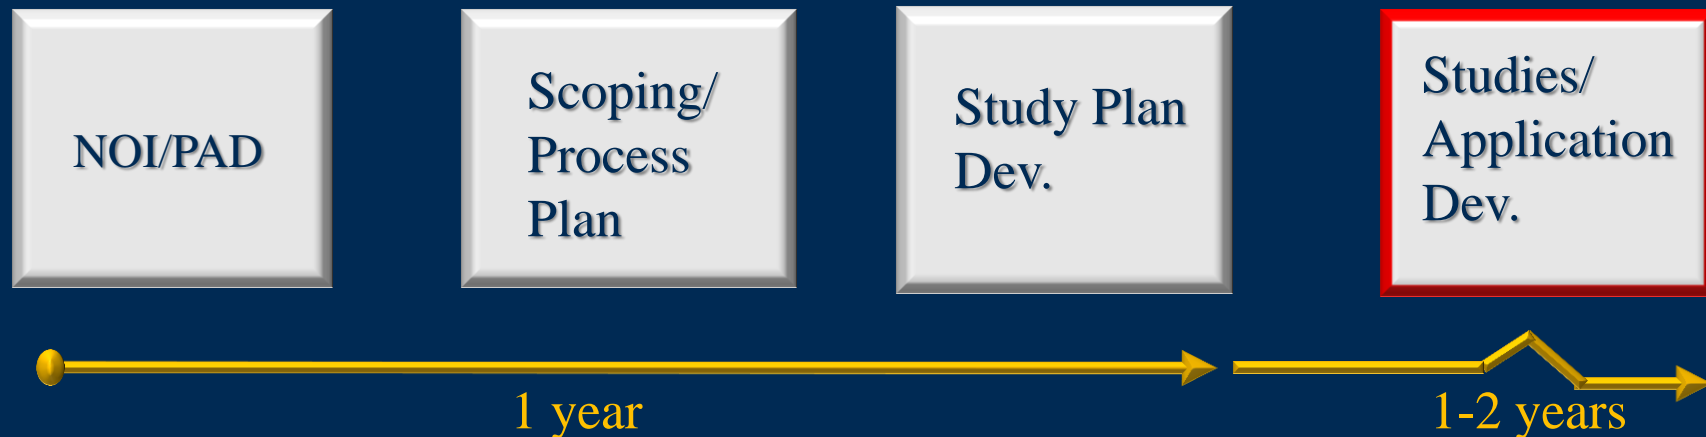 NOI/PAD
Scoping/
Process
Plan
Study Plan
Dev.
Studies/
Application
Dev.
1 year
1-2 years